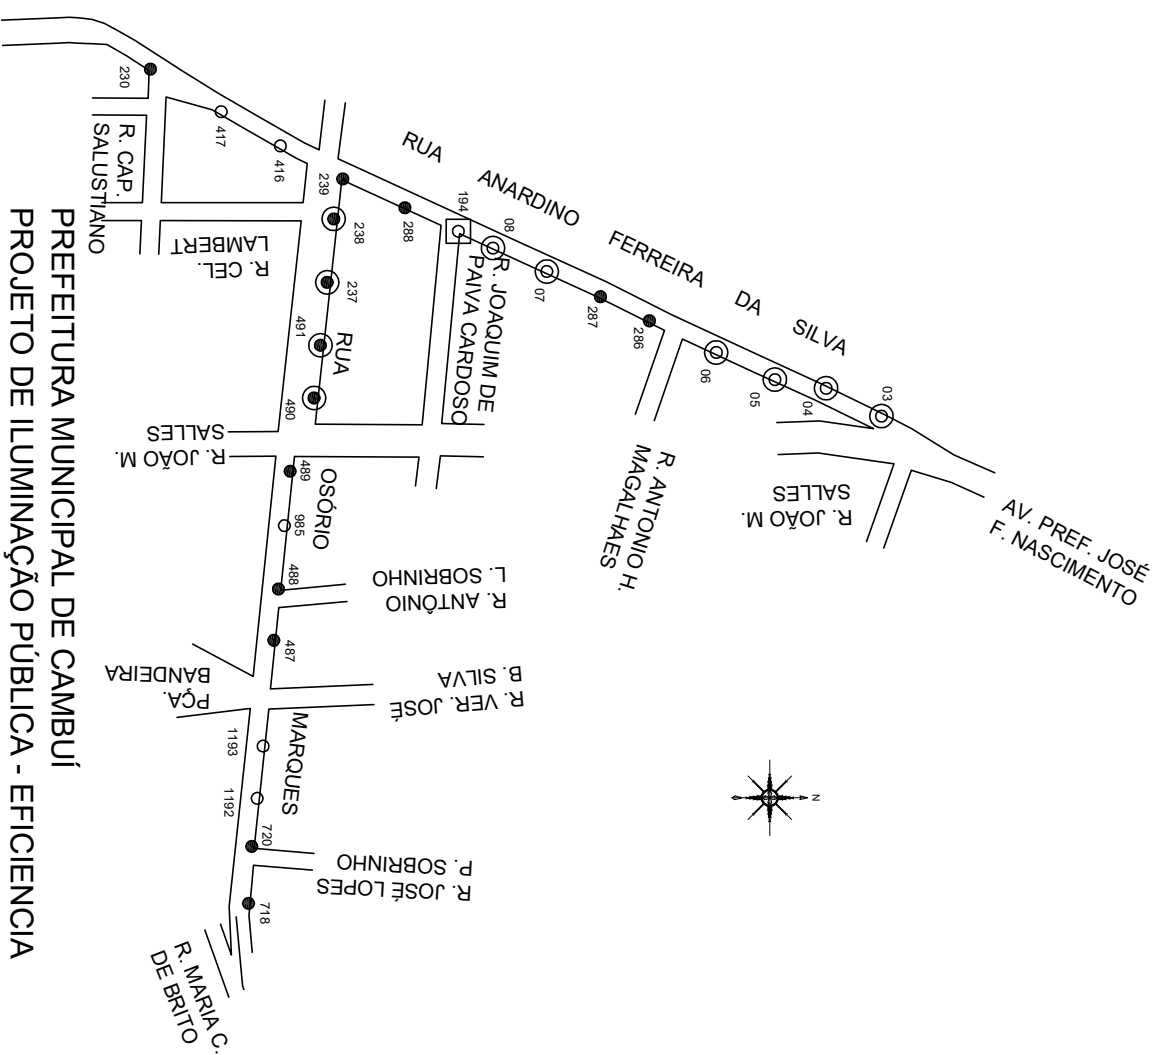 PREFEITURA MUNICIPAL DE CAMBUÍ
PROJETO DE ILUMINAÇÃO PÚBLICA - EFICIENCIA
RUA ANARDINO FERREIRA DA SILVA
AV. PREF. JOSÉ
F. NASCIMENTO
R. CAP.
SALUSTIANO
R. CEL.
LAMBERT
R. JOAQUIM DE
PAIVA CARDOSO
R. ANTONIO H.
MAGALHAES
R. JOÃO M.
SALLES
R. JOÃO M.
SALLES
RUA
OSÓRIO
MARQUES
R. ANTÔNIO
L. SOBRINHO
R. VER. JOSÉ
B. SILVA
PÇA.
BANDEIRA
R. JOSÉ LOPES
P. SOBRINHO
R. MARIA C.
DE BRITO
230
417
416
239
288
194
08
07
287
286
06
05
04
03
238
237
491
490
489
985
488
487
1193
1192
720
718
N